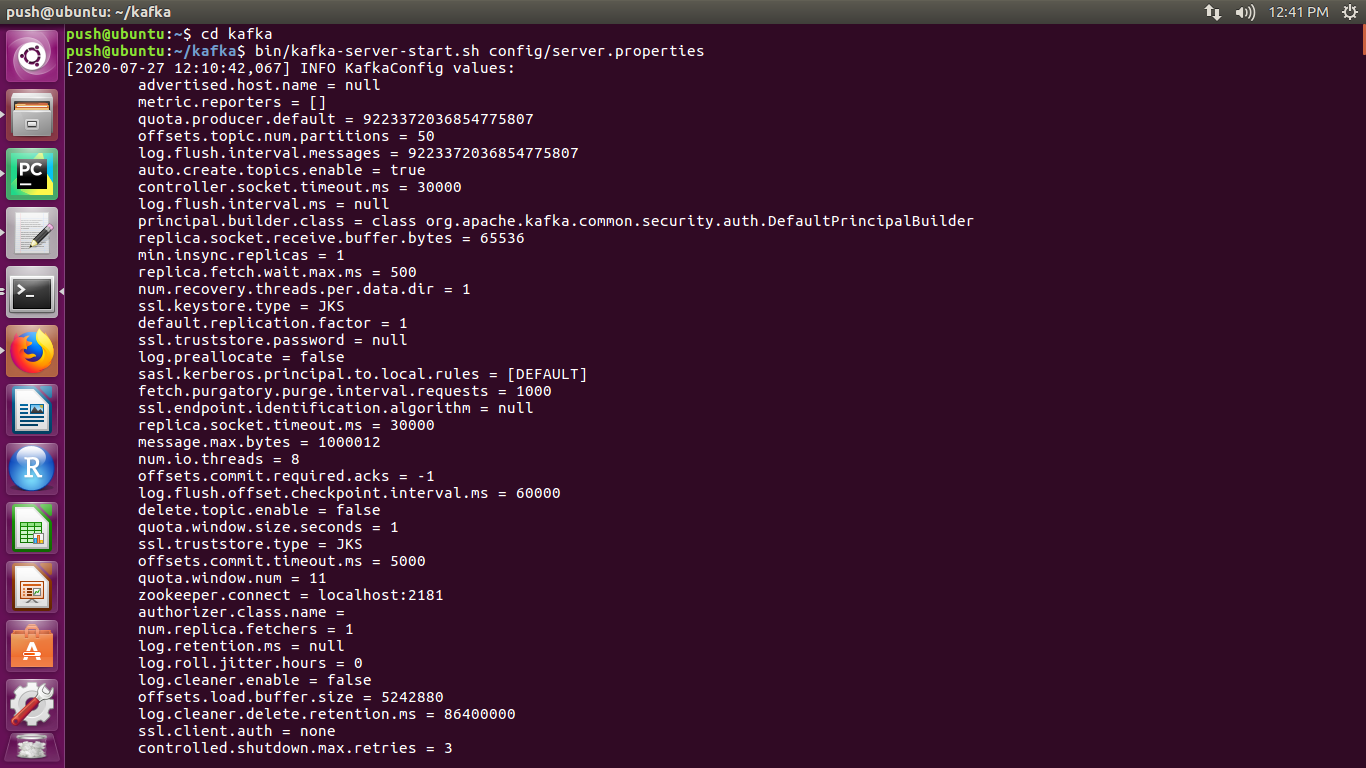 push@ubuntu: ~/kafka
12:41 PM
push@ubuntu:~$ cd kafka
push@ubuntu:~/kafka$ bin/kafka-server-start.sh config/server.properties
[2020-07-27 12:10:42,067] INFO KafkaConfig values:
advertised.host.name = null
metric.reporters = []
quota.producer.default = 9223372036854775807
offsets.topic.num.partitions = 50
log.flush.interval.messages = 9223372036854775807
auto.create.topics.enable = true
controller.socket.timeout.ms = 30000
log.flush.interval.ms = null
principal.builder.class = class org.apache.kafka.common.security.auth.DefaultPrincipalBuilder
replica.socket.receive.buffer.bytes = 65536
min.insync.replicas = 1
replica.fetch.wait.max.ms = 500
num.recovery.threads.per.data.dir = 1
ssl.keystore.type = JKS
default.replication.factor = 1
ssl.truststore.password = null
log.preallocate = false
sasl.kerberos.principal.to.local.rules = [DEFAULT]
fetch.purgatory.purge.interval.requests = 1000
ssl.endpoint.identification.algorithm = null
replica.socket.timeout.ms = 30000
message.max.bytes = 1000012
num.io.threads = 8
offsets.commit.required.acks = -1
log.flush.offset.checkpoint.interval.ms = 60000
delete.topic.enable = false
quota.window.size.seconds = 1
ssl.truststore.type = JKS
offsets.commit.timeout.ms = 5000
quota.window.num = 11
zookeeper.connect = localhost:2181
authorizer.class.name =
num.replica.fetchers = 1
log.retention.ms = null
log.roll.jitter.hours = 0
log.cleaner.enable = false
offsets.load.buffer.size = 5242880
log.cleaner.delete.retention.ms = 86400000
ssl.client.auth = none
controlled.shutdown.max.retries = 3
PC
>_
R
A